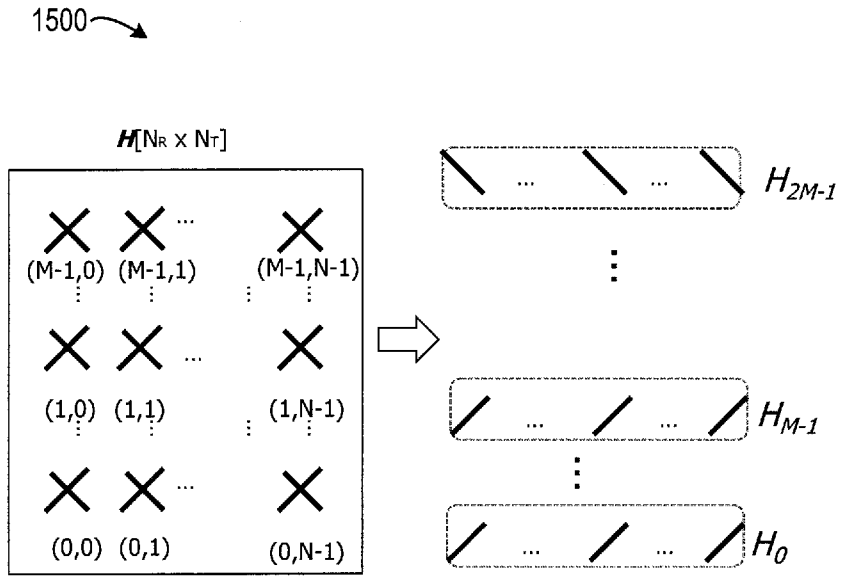 1500
H[NR x NT]
...
(M-1,0) (M-1,1) (M-1,N-1)
...
(1,0) (1,1) (1,N-1)
...
(0,0) (0,1) (0,N-1)
... ... H2M-1
... ... HM-1
... ... H0